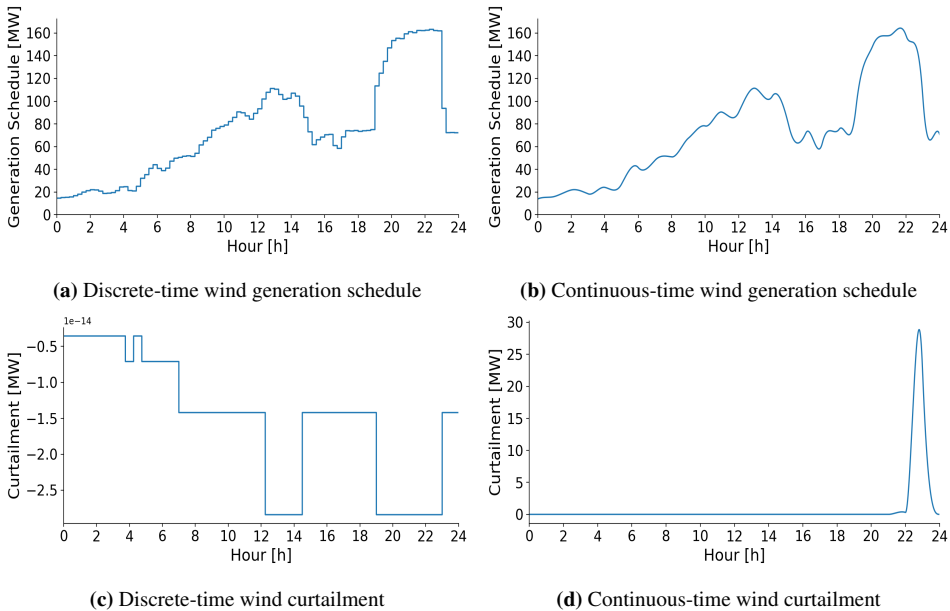 Generation Schedule [MW]
160
140
120
100
80
60
40
20
0
0 2 4 6 8 10 12 14 16 18 20 22 24
Hour [h]
(a) Discrete-time wind generation schedule
Generation Schedule [MW]
160
140
120
100
80
60
40
20
0
0 2 4 6 8 10 12 14 16 18 20 22 24
Hour [h]
(b) Continuous-time wind generation schedule
1e−14
Curtailment [MW]
−0.5
−1.0
−1.5
−2.0
−2.5
0 2 4 6 8 10 12 14 16 18 20 22 24
Hour [h]
(c) Discrete-time wind curtailment
Curtailment [MW]
30
25
20
15
10
5
0
0 2 4 6 8 10 12 14 16 18 20 22 24
Hour [h]
(d) Continuous-time wind curtailment